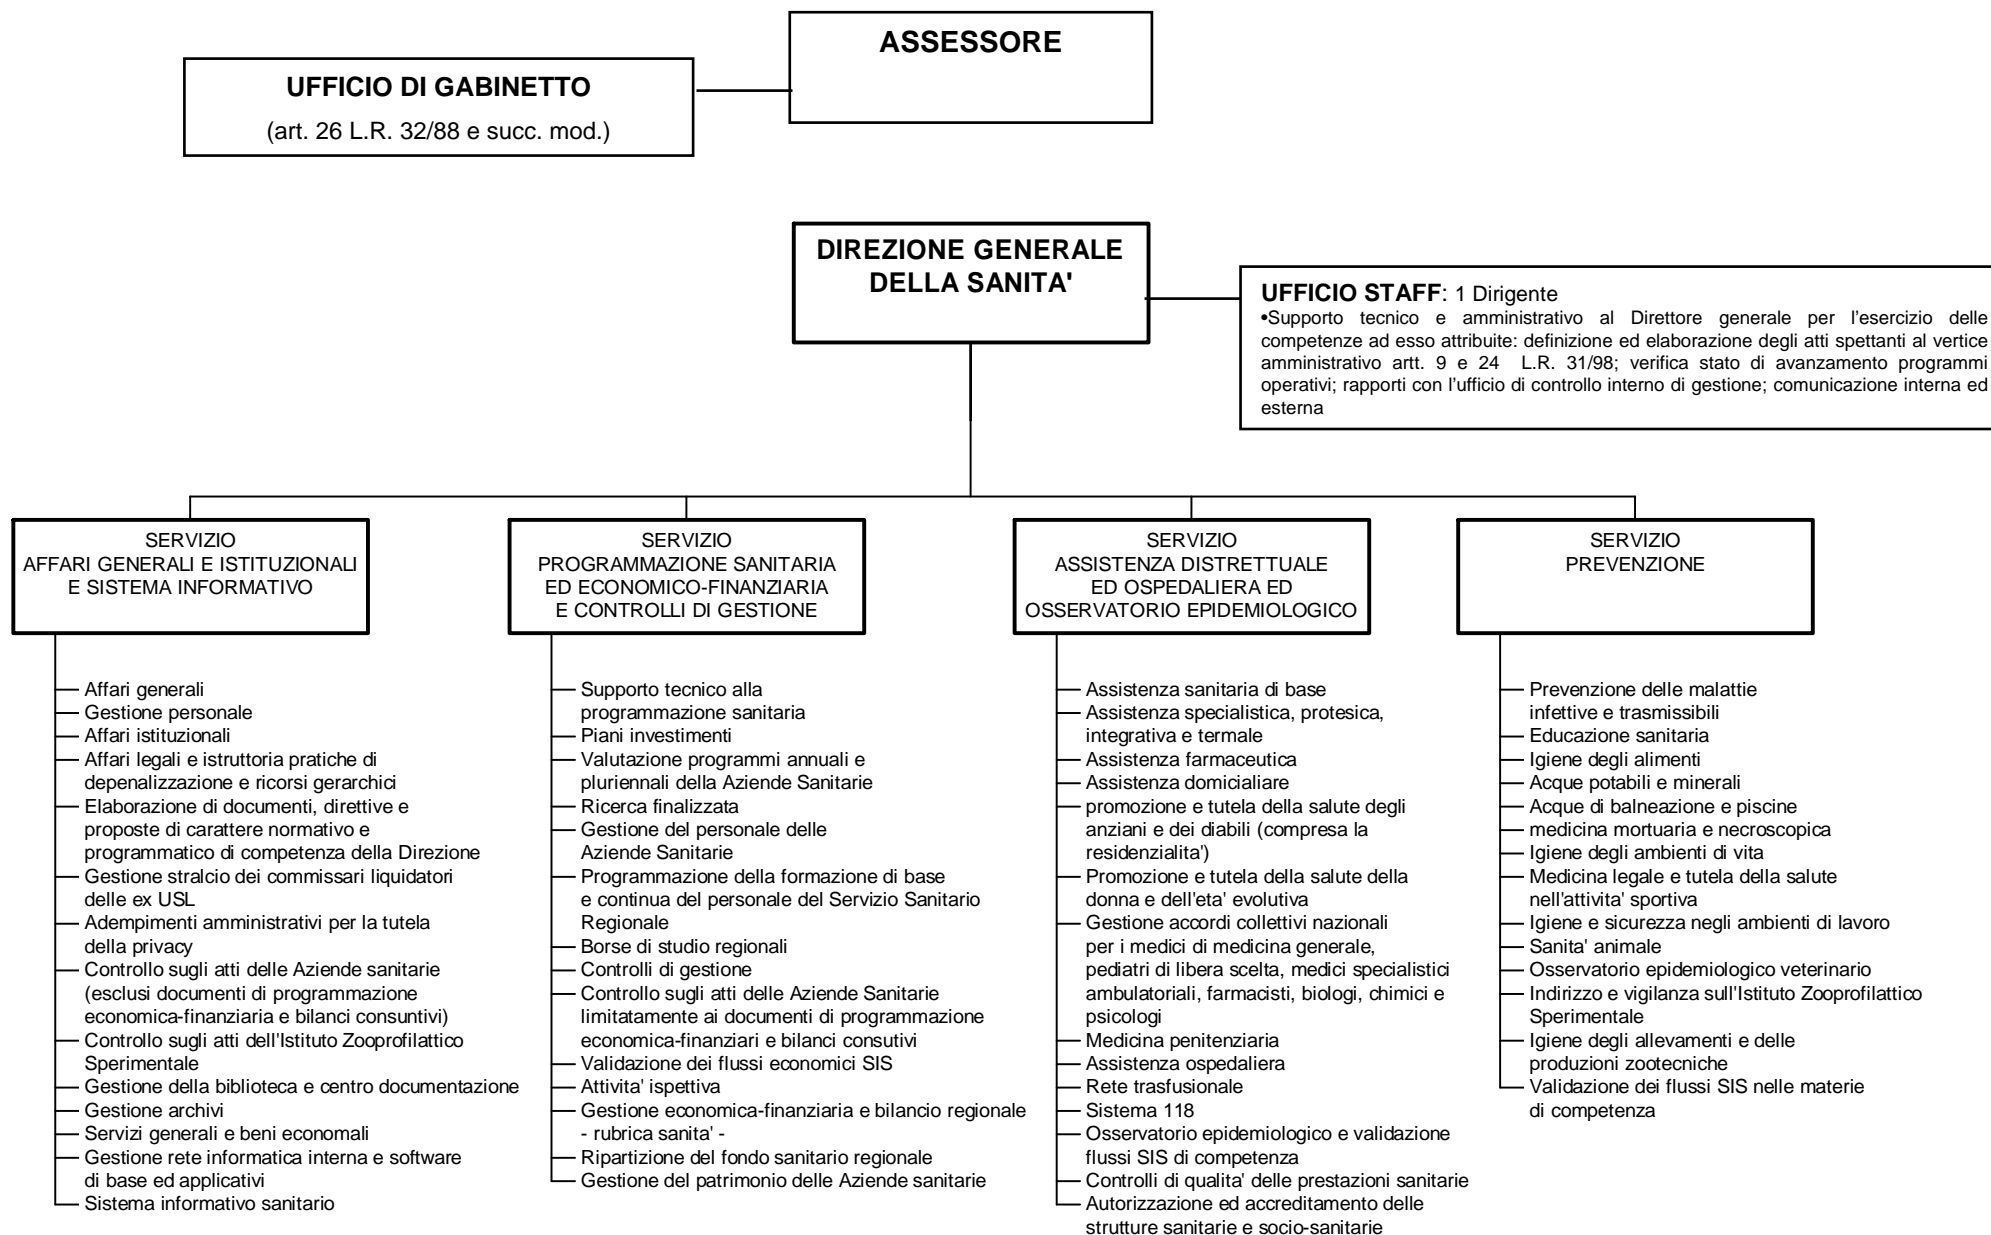 ASSESSORE
UFFICIO DI GABINETTO
(art. 26 L.R. 32/88 e succ. mod.)
DIREZIONE GENERALE
DELLA SANITA'
UFFICIO STAFF: 1 Dirigente
•Supporto tecnico e amministrativo al Direttore generale per l'esercizio delle
competenze ad esso attribuite: definizione ed elaborazione degli atti spettanti al vertice
amministrativo artt. 9 e 24 L.R. 31/98; verifica stato di avanzamento programmi
operativi; rapporti con l'ufficio di controllo interno di gestione; comunicazione interna ed
esterna
SERVIZIO
AFFARI GENERALI E ISTITUZIONALI
E SISTEMA INFORMATIVO
Affari generali
Gestione personale
Affari istituzionali
Affari legali e istruttoria pratiche di
depenalizzazione e ricorsi gerarchici
Elaborazione di documenti, direttive e
proposte di carattere normativo e
programmatico di competenza della Direzione
Gestione stralcio dei commissari liquidatori
delle ex USL
Adempimenti amministrativi per la tutela
della privacy
Controllo sugli atti delle Aziende sanitarie
(esclusi documenti di programmazione
economica-finanziaria e bilanci consuntivi)
Controllo sugli atti dell'Istituto Zooprofilattico
Sperimentale
Gestione della biblioteca e centro documentazione
Gestione archivi
Servizi generali e beni economali
Gestione rete informatica interna e software
di base ed applicativi
Sistema informativo sanitario
SERVIZIO
PROGRAMMAZIONE SANITARIA
ED ECONOMICO-FINANZIARIA
E CONTROLLI DI GESTIONE
Supporto tecnico alla
programmazione sanitaria
Piani investimenti
Valutazione programmi annuali e
pluriennali della Aziende Sanitarie
Ricerca finalizzata
Gestione del personale delle
Aziende Sanitarie
Programmazione della formazione di base
e continua del personale del Servizio Sanitario
Regionale
Borse di studio regionali
Controlli di gestione
Controllo sugli atti delle Aziende Sanitarie
limitatamente ai documenti di programmazione
economica-finanziari e bilanci consutivi
Validazione dei flussi economici SIS
Attivita' ispettiva
Gestione economica-finanziaria e bilancio regionale
- rubrica sanita' -
Ripartizione del fondo sanitario regionale
Gestione del patrimonio delle Aziende sanitarie
SERVIZIO
ASSISTENZA DISTRETTUALE
ED OSPEDALIERA ED
OSSERVATORIO EPIDEMIOLOGICO
Assistenza sanitaria di base
Assistenza specialistica, protesica,
integrativa e termale
Assistenza farmaceutica
Assistenza domicialiare
promozione e tutela della salute degli
anziani e dei diabili (compresa la
residenzialita')
Promozione e tutela della salute della
donna e dell'eta' evolutiva
Gestione accordi collettivi nazionali
per i medici di medicina generale,
pediatri di libera scelta, medici specialistici
ambulatoriali, farmacisti, biologi, chimici e
psicologi
Medicina penitenziaria
Assistenza ospedaliera
Rete trasfusionale
Sistema 118
Osservatorio epidemiologico e validazione
flussi SIS di competenza
Controlli di qualita' delle prestazioni sanitarie
Autorizzazione ed accreditamento delle
strutture sanitarie e socio-sanitarie
SERVIZIO
PREVENZIONE
Prevenzione delle malattie
infettive e trasmissibili
Educazione sanitaria
Igiene degli alimenti
Acque potabili e minerali
Acque di balneazione e piscine
medicina mortuaria e necroscopica
Igiene degli ambienti di vita
Medicina legale e tutela della salute
nell'attivita' sportiva
Igiene e sicurezza negli ambienti di lavoro
Sanita' animale
Osservatorio epidemiologico veterinario
Indirizzo e vigilanza sull'Istituto Zooprofilattico
Sperimentale
Igiene degli allevamenti e delle
produzioni zootecniche
Validazione dei flussi SIS nelle materie
di competenza